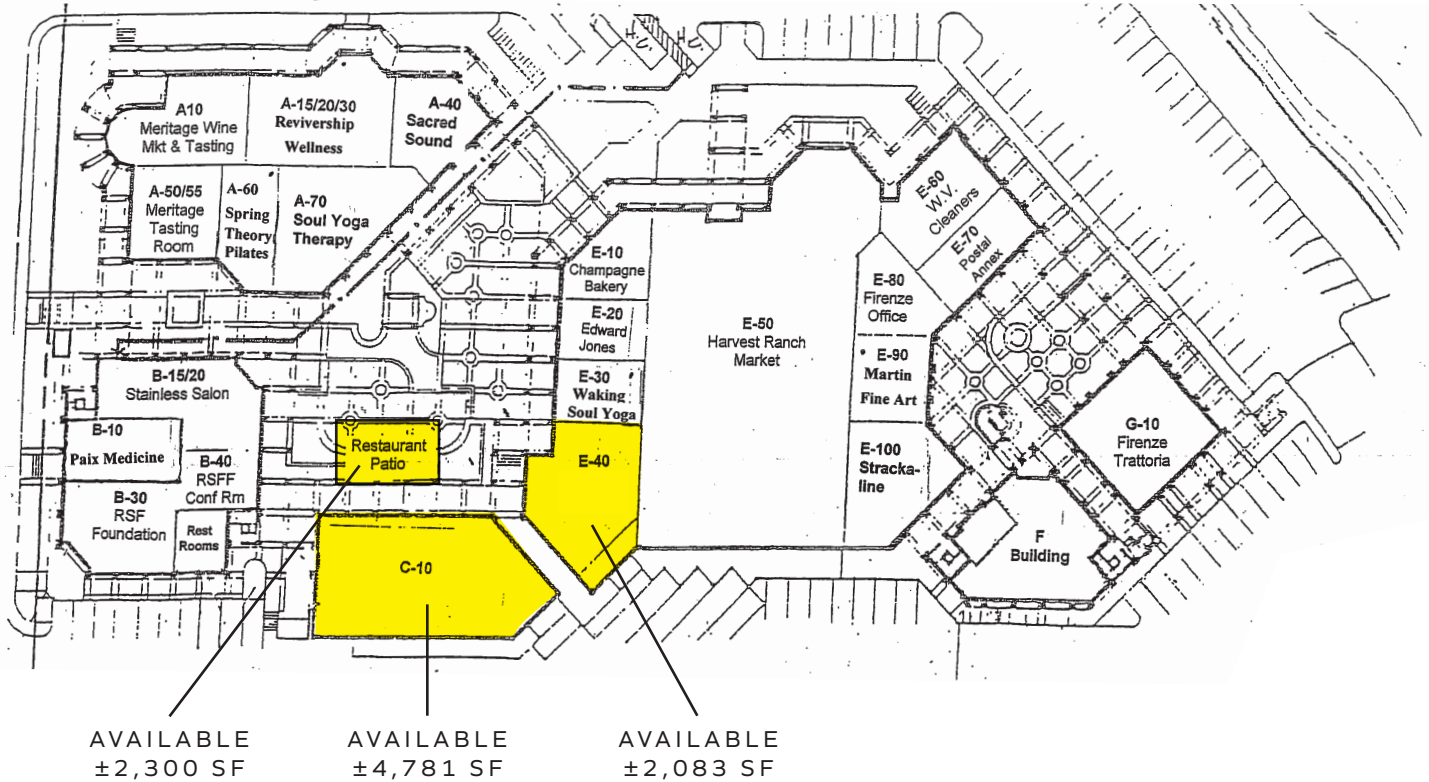 H.C.
H.C.
A10
Meritage Wine
Mkt & Tasting
A-15/20/30
Revivership
Wellness
A-40
Sacred
Sound
A-50/55
Meritage
Tasting
Room
A-60
Spring
Theory
Pilates
A-70
Soul Yoga
Therapy
E-60
W.V.
Cleaners
E-70
Postal
Annex
E-10
Champagne
Bakery
E-20
Edward
Jones
E-30
Waking
Soul Yoga
E-40
E-50
Harvest Ranch
Market
E-80
Firenze
Office
E-90
Martin
Fine Art
E-100
Stracka-
line
G-10
Firenze
Trattoria
F
Building
B-15/20
Stainless Salon
B-10
Paix Medicine
B-40
RSFF
Conf Rm
B-30
RSF
Foundation
Rest
Rooms
Restaurant
Patio
C-10
AVAILABLE
±2,300 SF
AVAILABLE
±4,781 SF
AVAILABLE
±2,083 SF